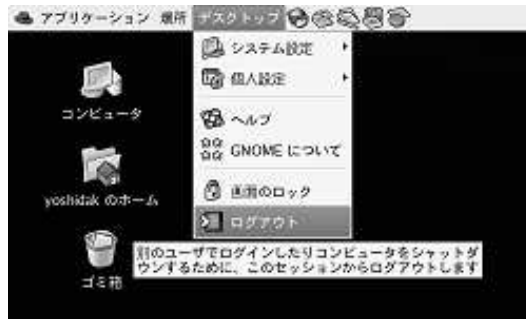 アプリケーション 場所 デスクトップ
システム設定
個人設定
ヘルプ
GNOME について
画面のロック
ログアウト
別のユーザでログインしたりコンピュータをシャットダ
ウンするために、このセッションからログアウトします
コンピュータ
yoshidak のホーム
ゴミ箱